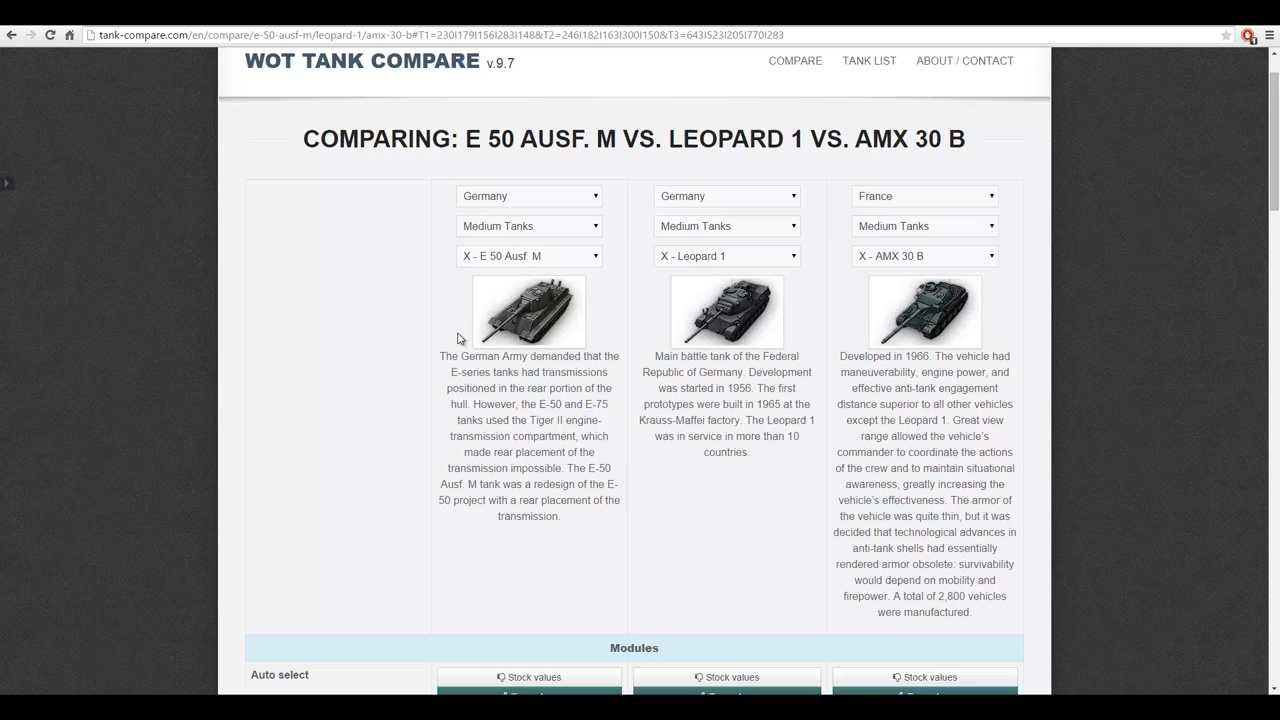 tank-compare.com/en/compare/e-50-ausf-m/leopard-1/amx-30-b#T1=230I179I156I283I148&T2=246I182I163I300I150&T3=643I523I205I770I283
WOT TANK COMPARE v.9.7
COMPARE TANK LIST ABOUT / CONTACT
COMPARING: E 50 AUSF. M VS. LEOPARD 1 VS. AMX 30 B
Germany Germany France
Medium Tanks Medium Tanks Medium Tanks
X - E 50 Ausf. M X - Leopard 1 X - AMX 30 B
The German Army demanded that the
E-series tanks had transmissions
positioned in the rear portion of the
hull. However, the E-50 and E-75
tanks used the Tiger II engine-
transmission compartment, which
made rear placement of the
transmission impossible. The E-50
Ausf. M tank was a redesign of the E-
50 project with a rear placement of the
transmission.
Main battle tank of the Federal
Republic of Germany. Development
was started in 1956. The first
prototypes were built in 1965 at the
Krauss-Maffei factory. The Leopard 1
was in service in more than 10
countries.
Developed in 1966. The vehicle had
maneuverability, engine power, and
effective anti-tank engagement
distance superior to all other vehicles
except the Leopard 1. Great view
range allowed the vehicle's
commander to coordinate the actions
of the crew and to maintain situational
awareness, greatly increasing the
vehicle's effectiveness. The armor of
the vehicle was quite thin, but it was
decided that technological advances in
anti-tank shells had essentially
rendered armor obsolete: survivability
would depend on mobility and
firepower. A total of 2,800 vehicles
were manufactured.
Modules
Auto select Stock values Stock values Stock values